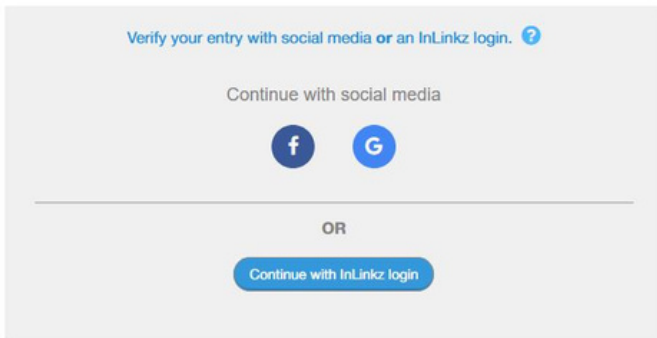 Verify your entry with social media or an InLinkz login. ?
Continue with social media
f G
OR
Continue with InLinkz login